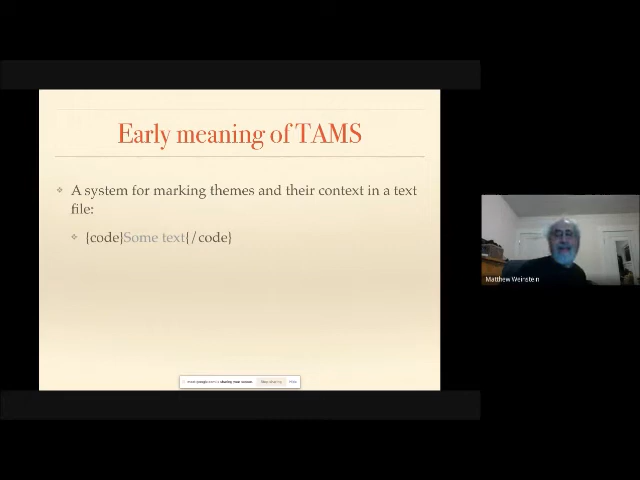 Early meaning of TAMS
A system for marking themes and their context in a text
file:
{code}Some text{/code}
Matthew Weinstein